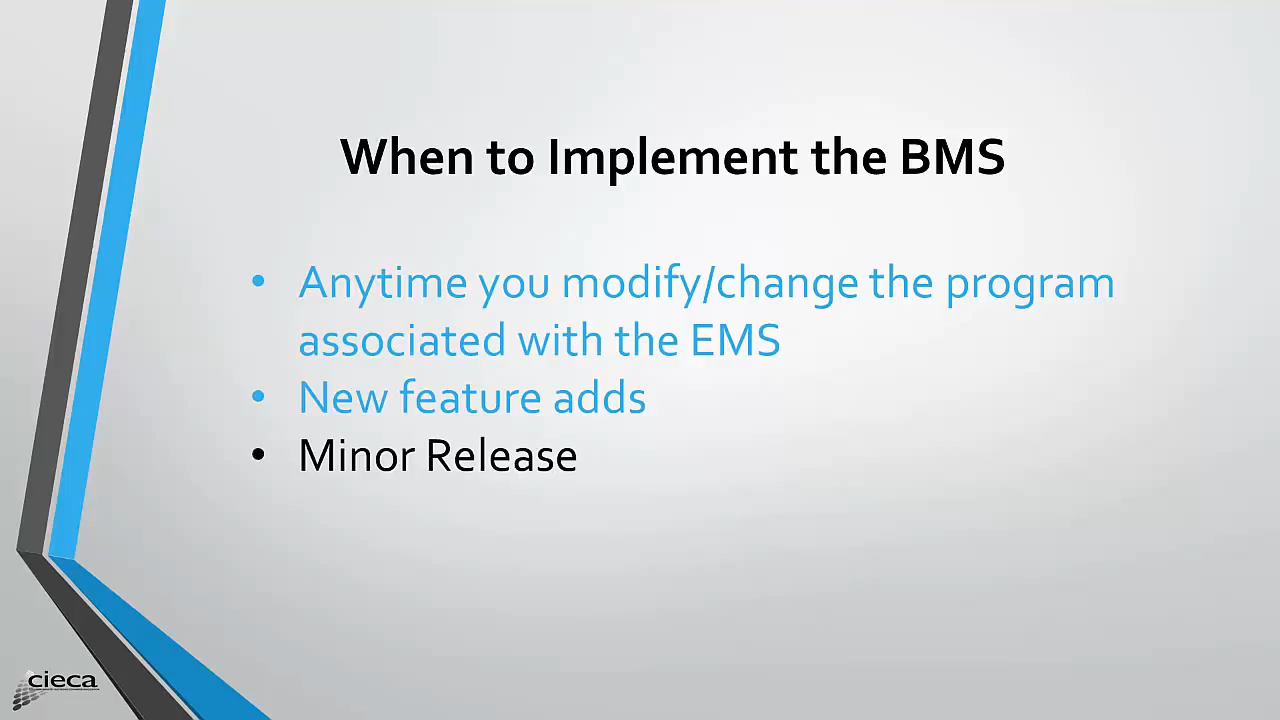 When to Implement the BMS
• Anytime you modify/change the program
associated with the EMS
• New feature adds
• Minor Release
cieca